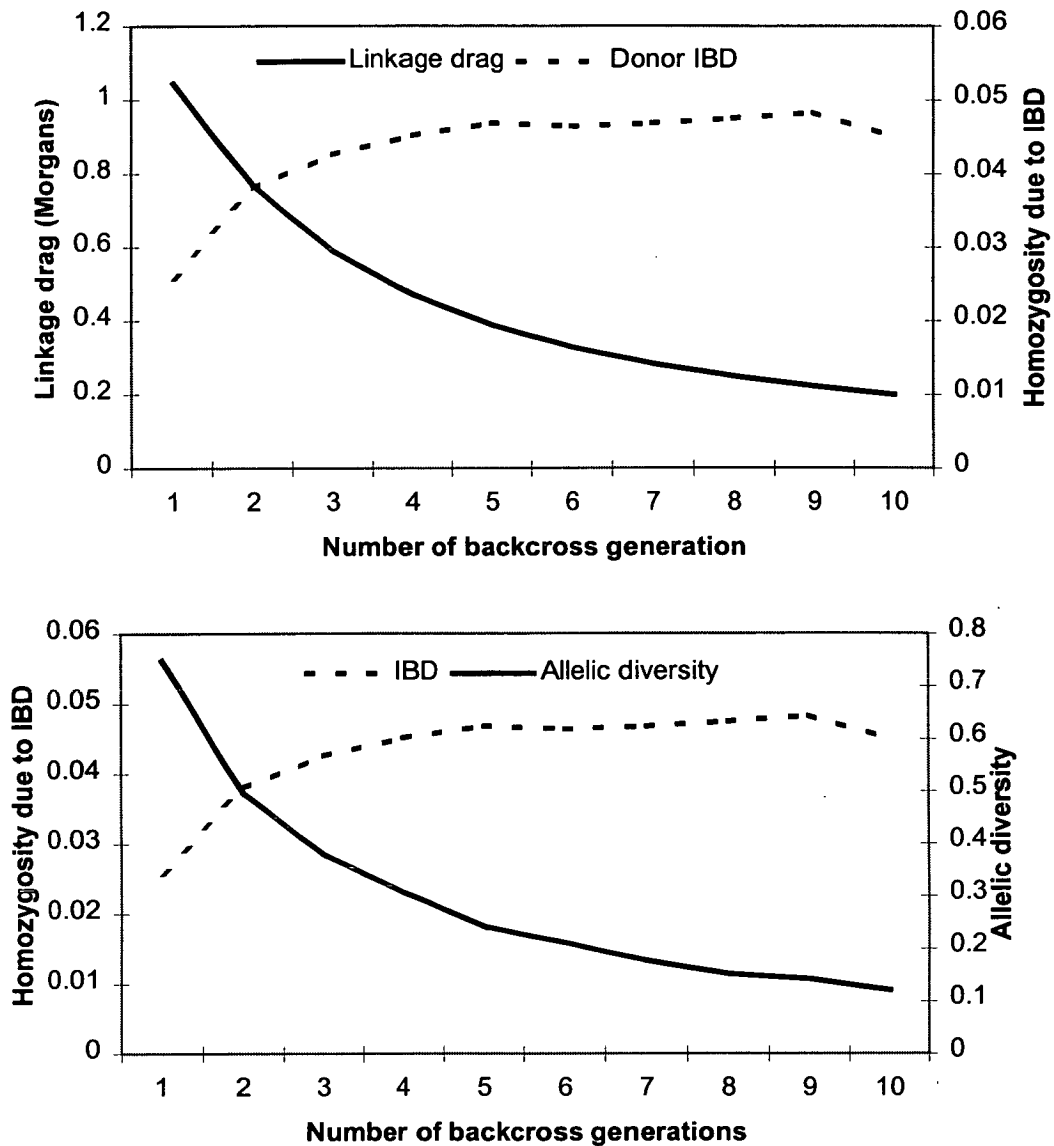 1.2
1
0.8
0.6
0.4
0.2
0
Linkage drag (Morgans)
Linkage drag
Donor IBD
0.06
0.05
0.04
0.03
0.02
0.01
0
Homozygosity due to IBD
1 2 3 4 5 6 7 8 9 10
Number of backcross generation
0.06
0.05
0.04
0.03
0.02
0.01
0
Homozygosity due to IBD
IBD
Allelic diversity
0.8
0.7
0.6
0.5
0.4
0.3
0.2
0.1
0
Allelic diversity
1 2 3 4 5 6 7 8 9 10
Number of backcross generations